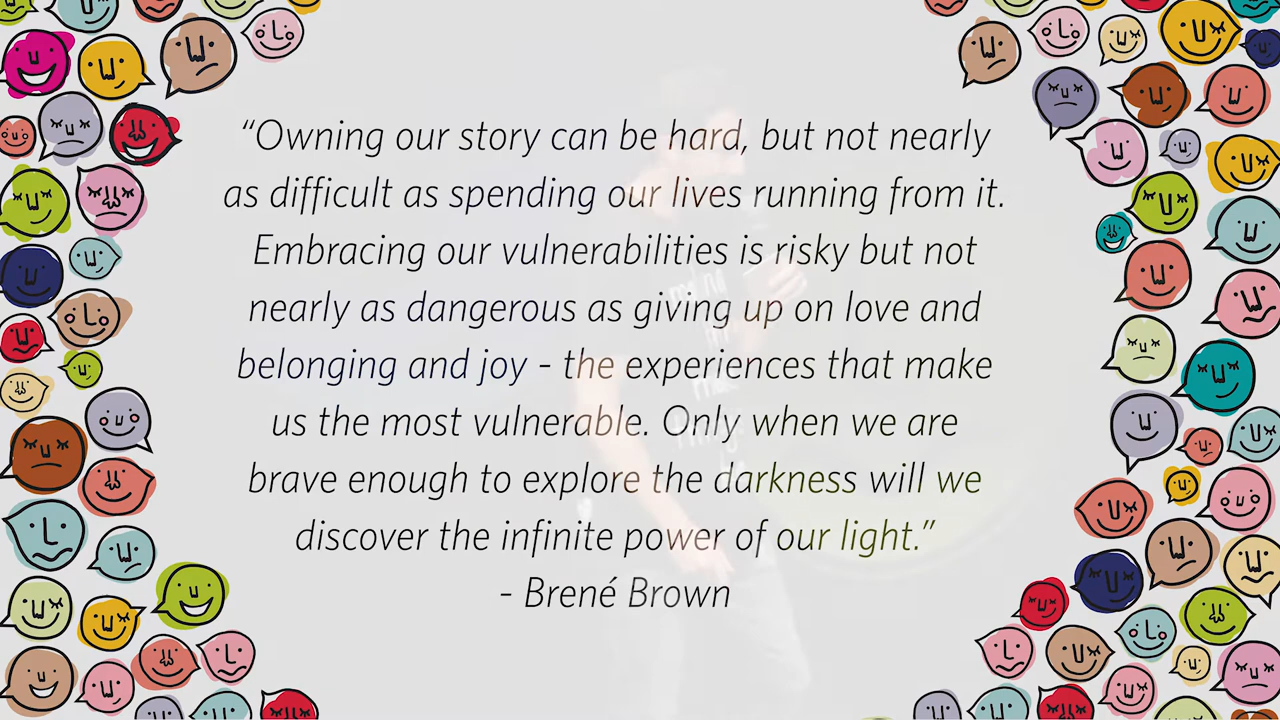 “Owning our story can be hard, but not nearly
as difficult as spending our lives running from it.
Embracing our vulnerabilities is risky but not
nearly as dangerous as giving up on love and
belonging and joy - the experiences that make
us the most vulnerable. Only when we are
brave enough to explore the darkness will we
discover the infinite power of our light.”
- Brené Brown